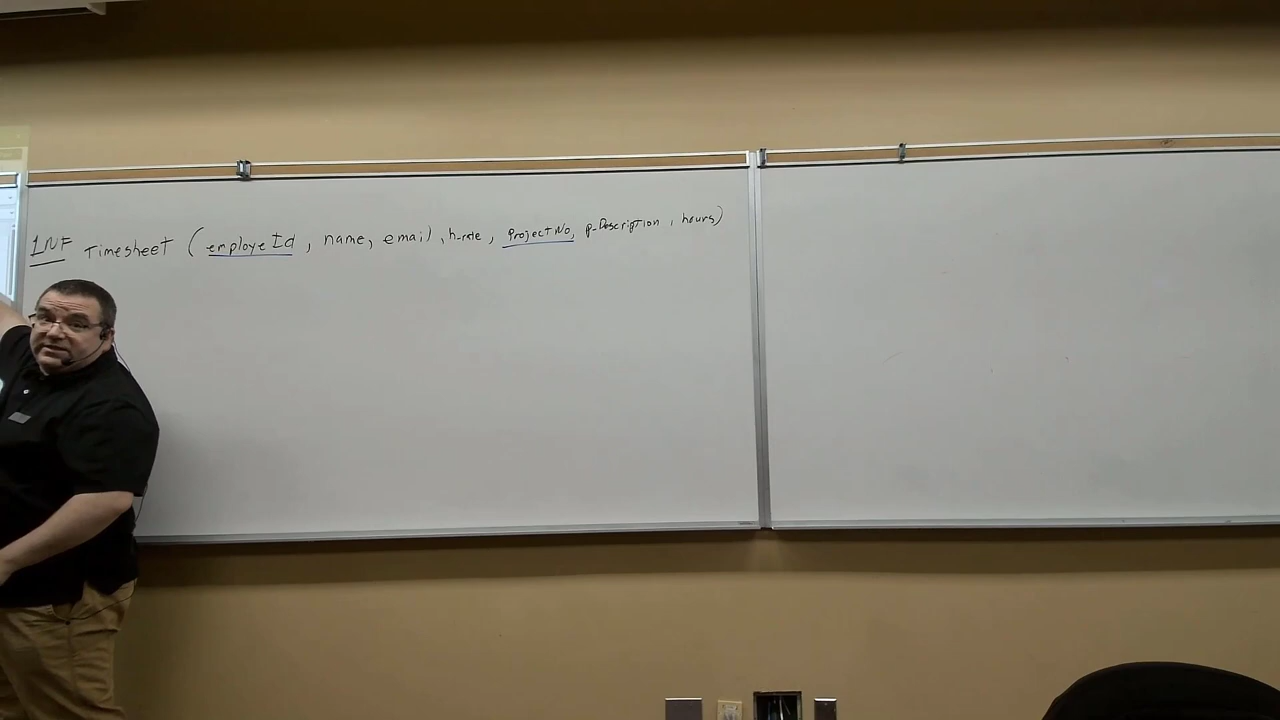 1NF Timesheet (employeId, name, email, h-rate, ProjectNo, p-Description, hours)